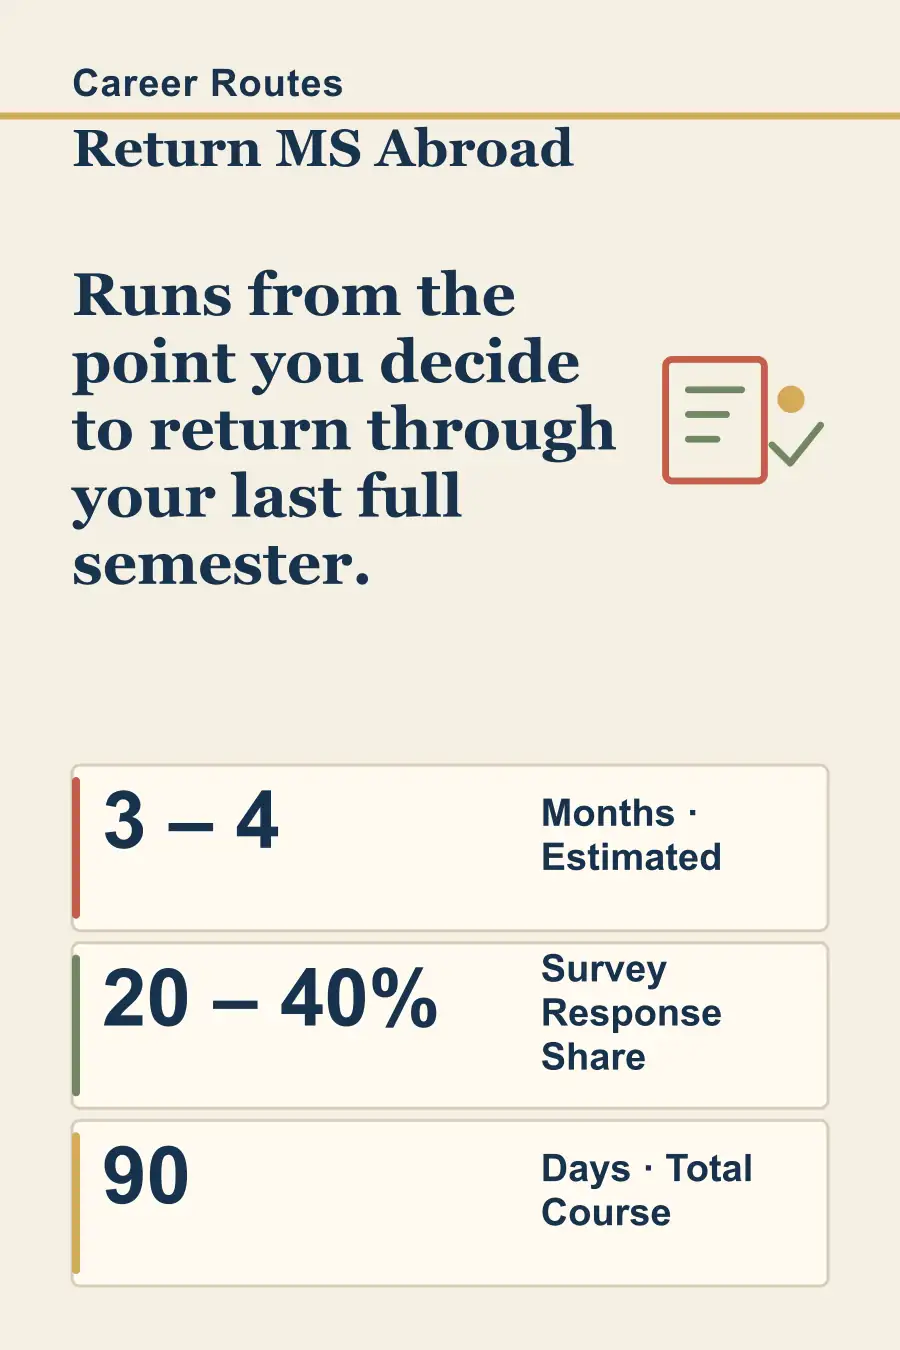 Career Routes
Return MS Abroad
Runs from the
point you decide
to return through
your last full
semester.
3 – 4
Months ·
Estimated
20 – 40%
Survey
Response
Share
90
Days · Total
Course